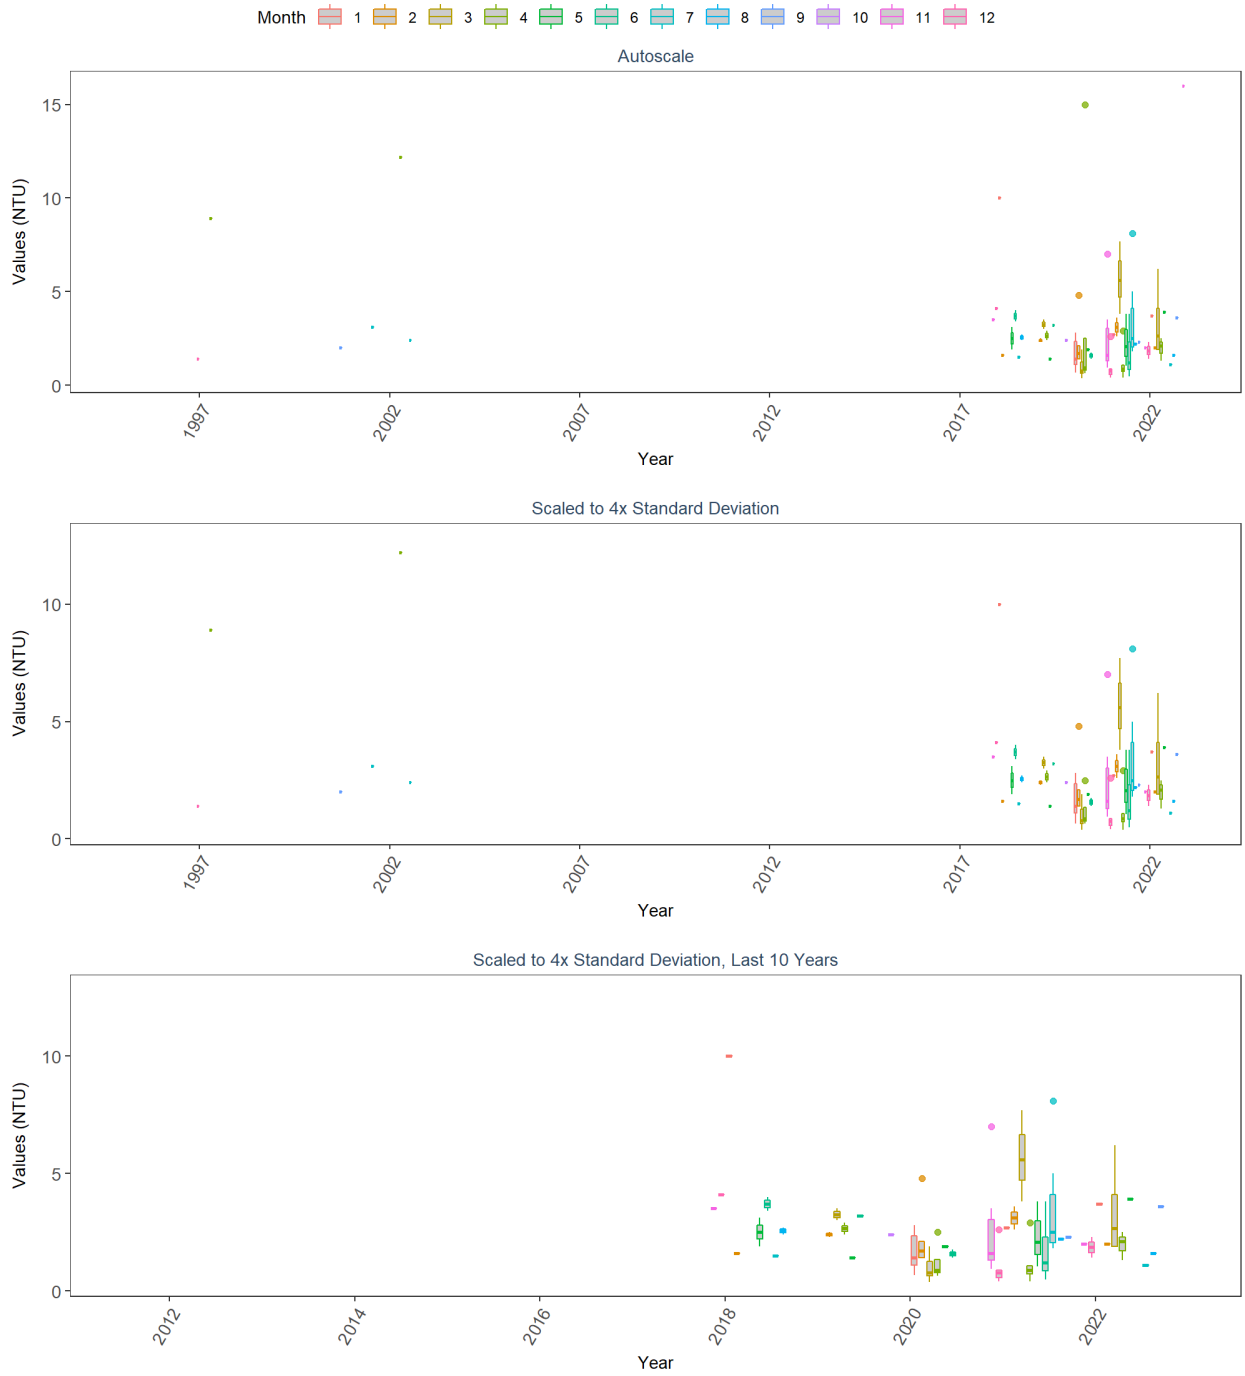 Month 1 2 3 4 5 6 7 8 9 10 11 12
Autoscale
Values (NTU)
15
10
5
0
1997 2002 2007 2012 2017 2022
Year
Scaled to 4x Standard Deviation
Values (NTU)
10
5
0
1997 2002 2007 2012 2017 2022
Year
Scaled to 4x Standard Deviation, Last 10 Years
Values (NTU)
10
5
0
2012 2014 2016 2018 2020 2022
Year